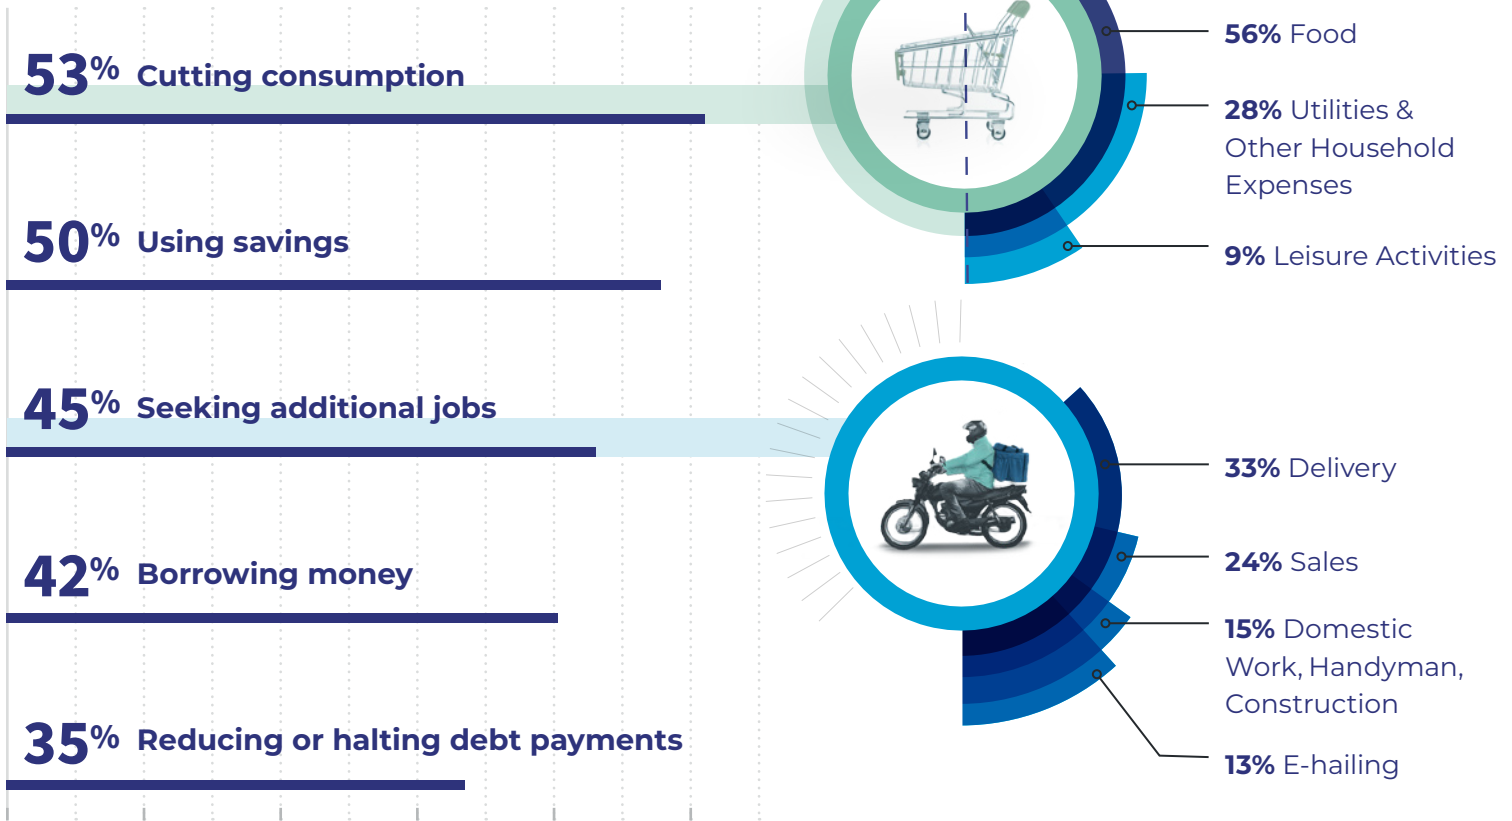 53% Cutting consumption
50% Using savings
45% Seeking additional jobs
42% Borrowing money
35% Reducing or halting debt payments
56% Food
28% Utilities &
Other Household
Expenses
9% Leisure Activities
33% Delivery
24% Sales
15% Domestic
Work, Handyman,
Construction
13% E-hailing